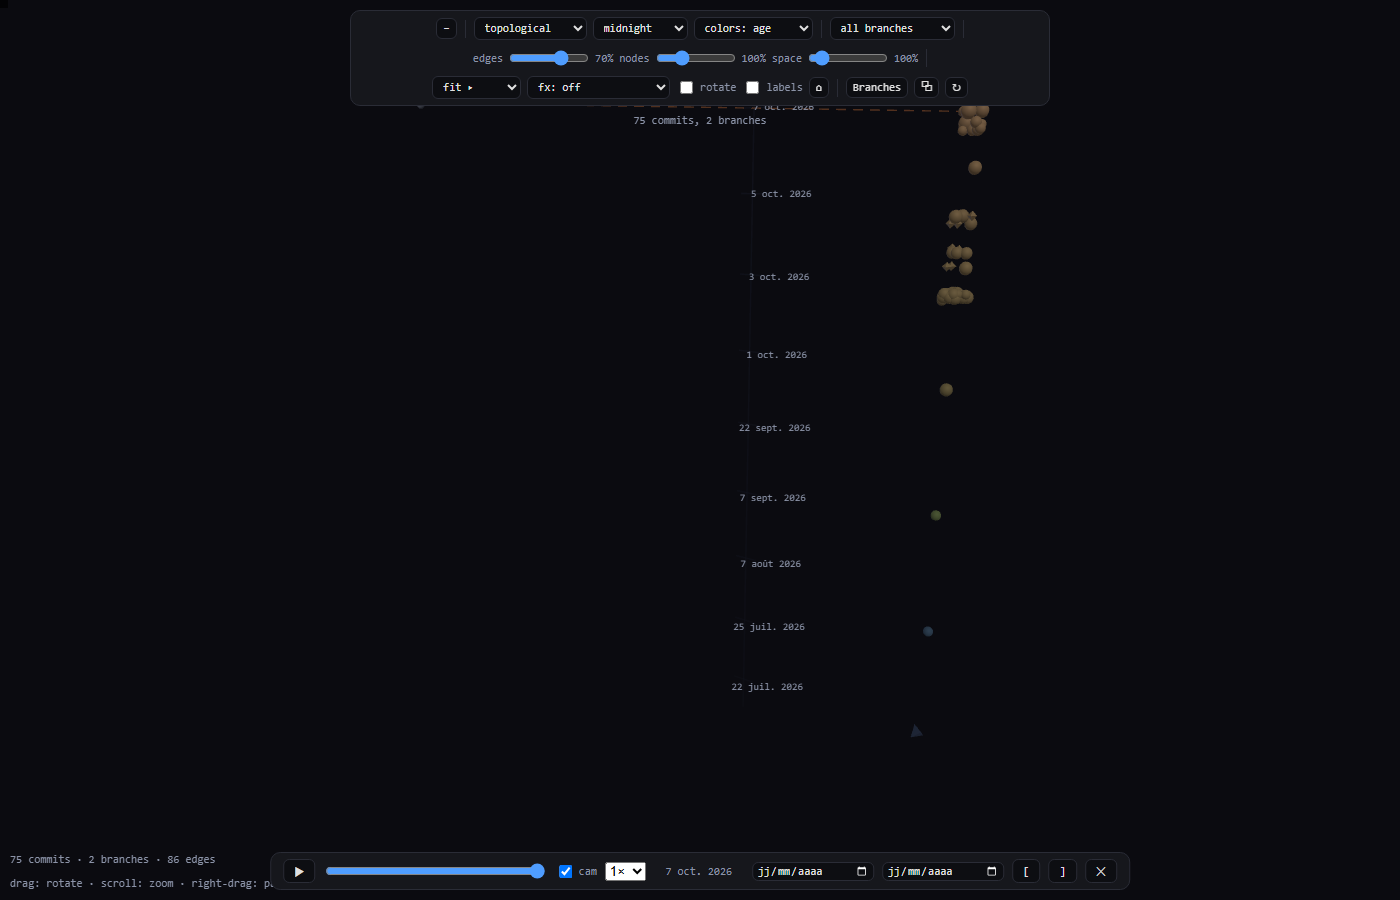 − topological midnight colors: age all branches
edges 70% nodes 100% space 100%
fit ▸ fx: off rotate labels ⌂ Branches ↻
7 oct. 2026
75 commits, 2 branches
5 oct. 2026
3 oct. 2026
1 oct. 2026
22 sept. 2026
7 sept. 2026
7 août 2026
25 juil. 2026
22 juil. 2026
75 commits · 2 branches · 86 edges
drag: rotate · scroll: zoom · right-drag:
▶ cam 1× 7 oct. 2026 jj/mm/aaaa jj/mm/aaaa [ ] ×